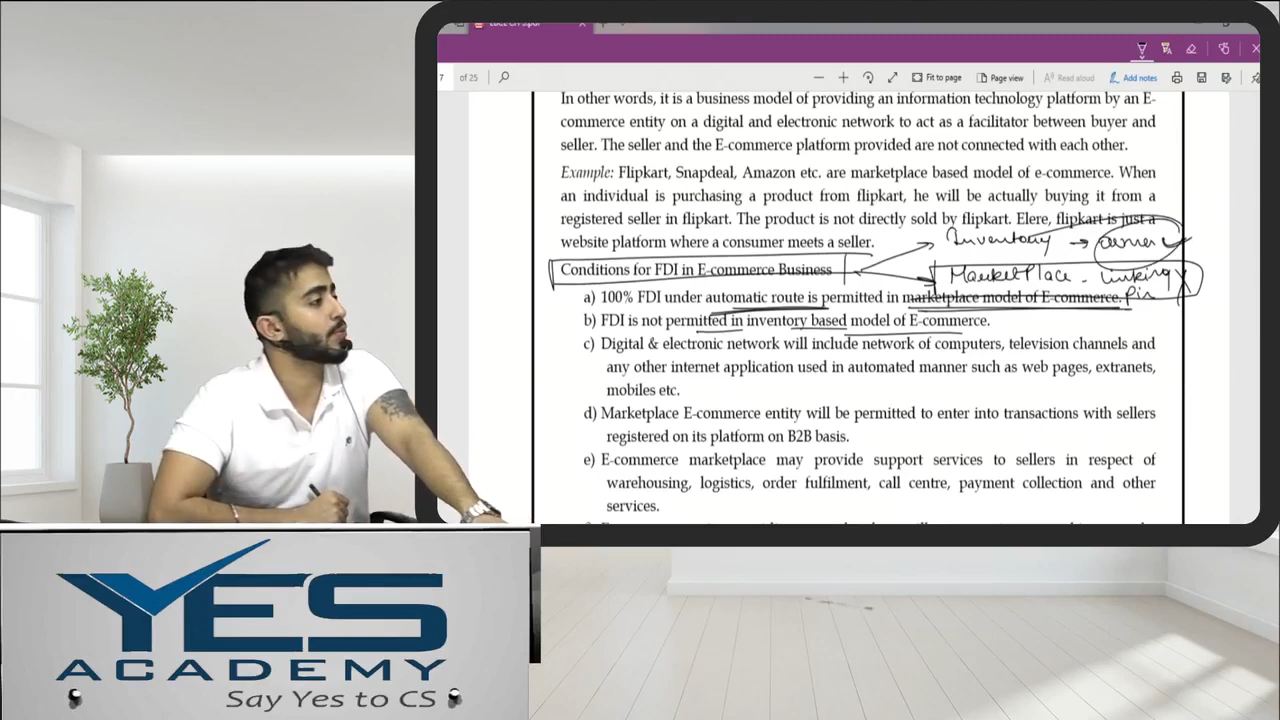 7 of 25
Fit to page
Page view
Read aloud
Add notes
In other words, it is a business model of providing an information technology platform by an E-
commerce entity on a digital and electronic network to act as a facilitator between buyer and
seller. The seller and the E-commerce platform provided are not connected with each other.
Example: Flipkart, Snapdeal, Amazon etc. are marketplace based model of e-commerce. When
an individual is purchasing a product from flipkart, he will be actually buying it from a
registered seller in flipkart. The product is not directly sold by flipkart. Elere, flipkart is just a
website platform where a consumer meets a seller.
Inventory → owner
Conditions for FDI in E-commerce Business
MarketPlace - linking
Pin
a) 100% FDI under automatic route is permitted in marketplace model of E-commerce.
b) FDI is not permitted in inventory based model of E-commerce.
c) Digital & electronic network will include network of computers, television channels and
any other internet application used in automated manner such as web pages, extranets,
mobiles etc.
d) Marketplace E-commerce entity will be permitted to enter into transactions with sellers
registered on its platform on B2B basis.
e) E-commerce marketplace may provide support services to sellers in respect of
warehousing, logistics, order fulfilment, call centre, payment collection and other
services.
YES
ACADEMY
Say Yes to CS